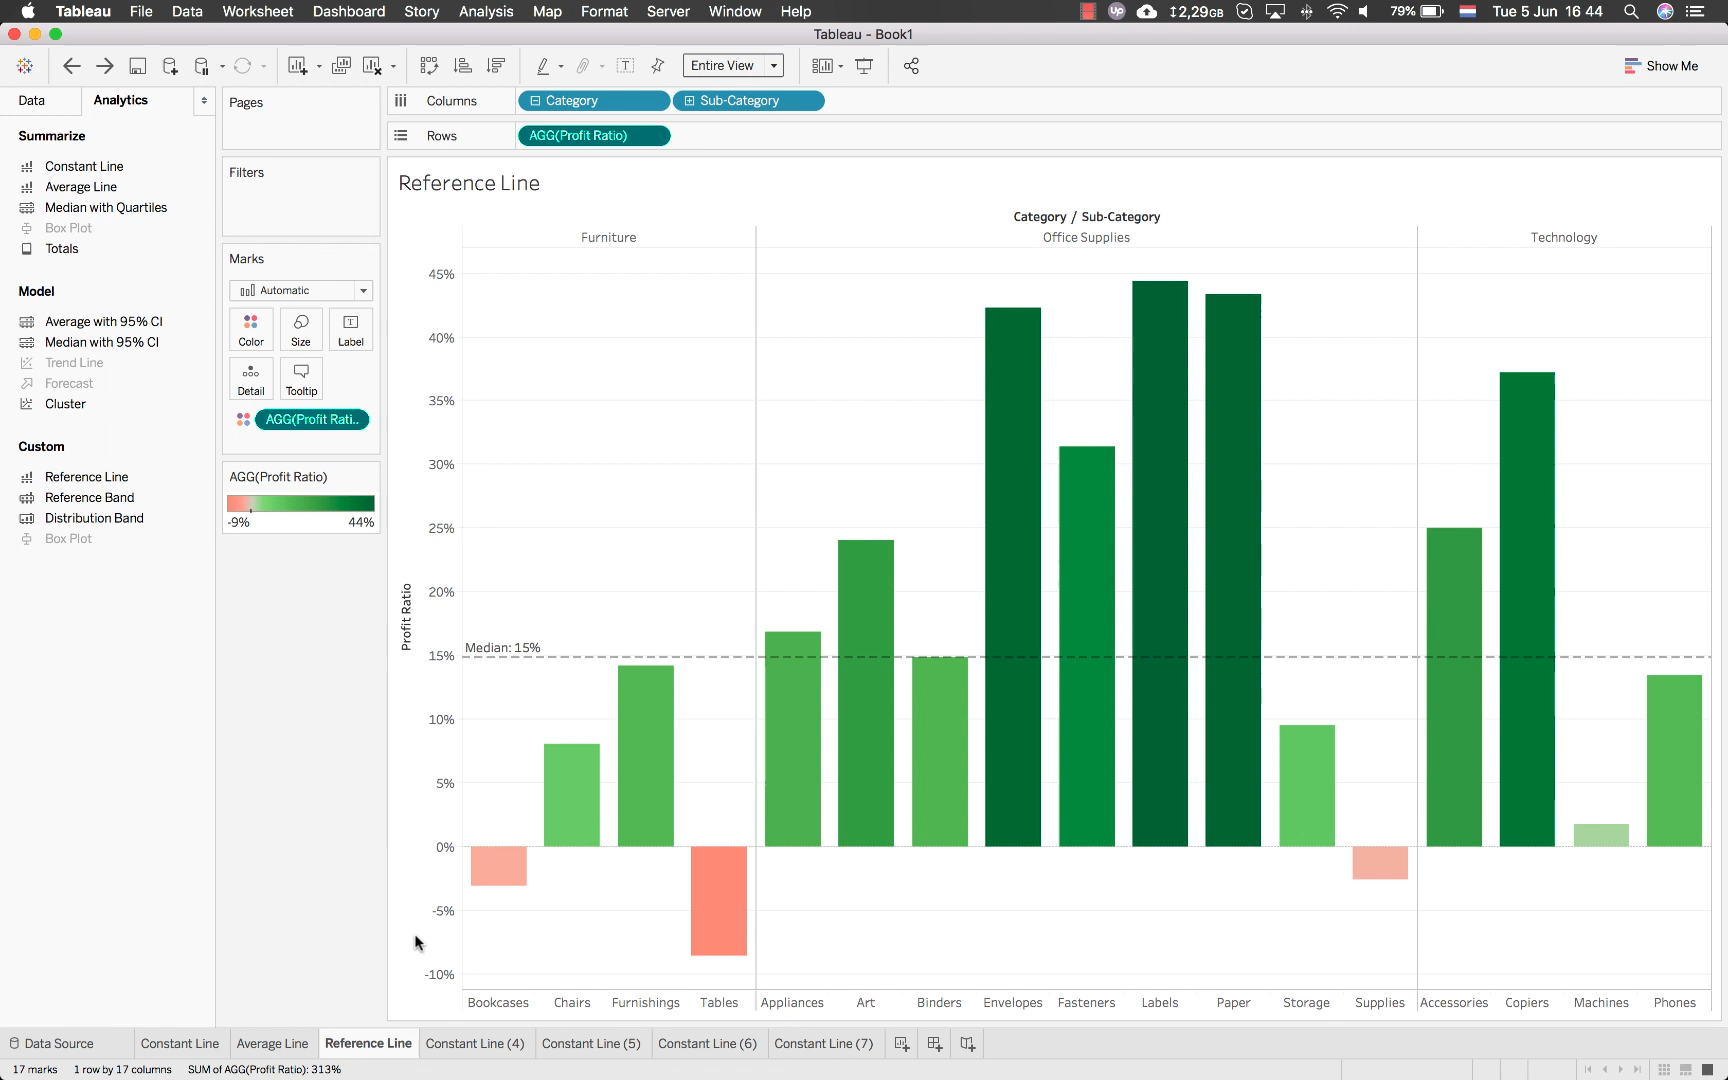 Tableau File Data Worksheet Dashboard Story Analysis Map Format Server Window Help 2,29GB 79% Tue 5 Jun 16 44
Tableau - Book1
Entire View Show Me
Data Analytics
Summarize
Constant Line
Average Line
Median with Quartiles
Box Plot
Totals
Model
Average with 95% CI
Median with 95% CI
Trend Line
Forecast
Cluster
Custom
Reference Line
Reference Band
Distribution Band
Box Plot
Pages
Filters
Marks
Automatic
Color Size Label
Detail Tooltip
AGG(Profit Rati..
AGG(Profit Ratio)
-9% 44%
Columns Category Sub-Category
Rows AGG(Profit Ratio)
Reference Line
Category / Sub-Category
Furniture Office Supplies Technology
45%
40%
35%
30%
25%
20%
15%
10%
5%
0%
-5%
-10%
Profit Ratio
Median: 15%
Bookcases Chairs Furnishings Tables Appliances Art Binders Envelopes Fasteners Labels Paper Storage Supplies Accessories Copiers Machines Phones
Data Source Constant Line Average Line Reference Line Constant Line (4) Constant Line (5) Constant Line (6) Constant Line (7)
17 marks 1 row by 17 columns SUM of AGG(Profit Ratio): 313%